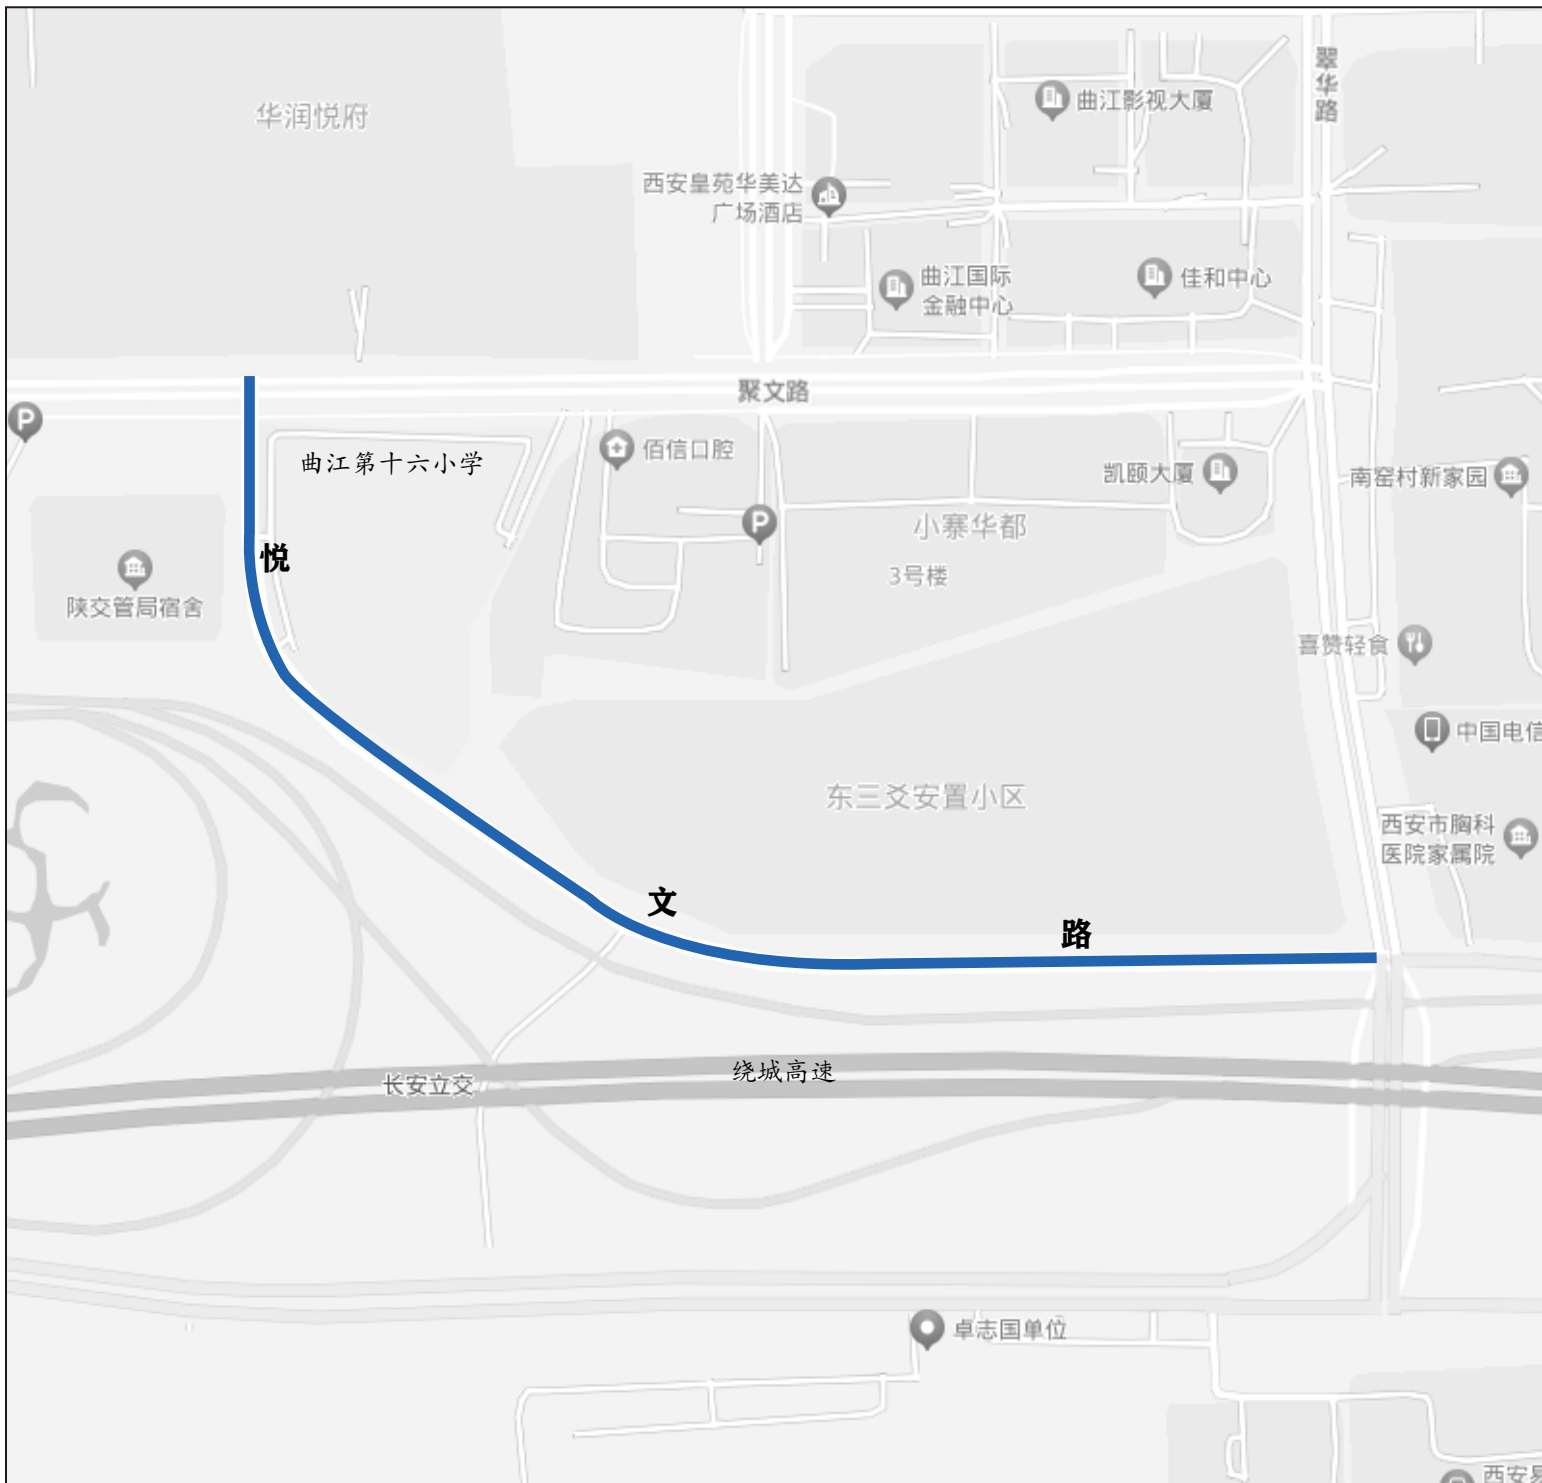 翠华路
华润悦府
曲江影视大厦
西安皇苑华美达
广场酒店
曲江国际
金融中心
佳和中心
聚文路
P
曲江第十六小学
佰信口腔
凯颐大厦
南窑村新家园
P
小寨华都
3号楼
悦
陕交管局宿舍
喜赞轻食
中国电信
东三爻安置小区
西安市胸科
医院家属院
文
路
绕城高速
长安立交
卓志国单位
西安易